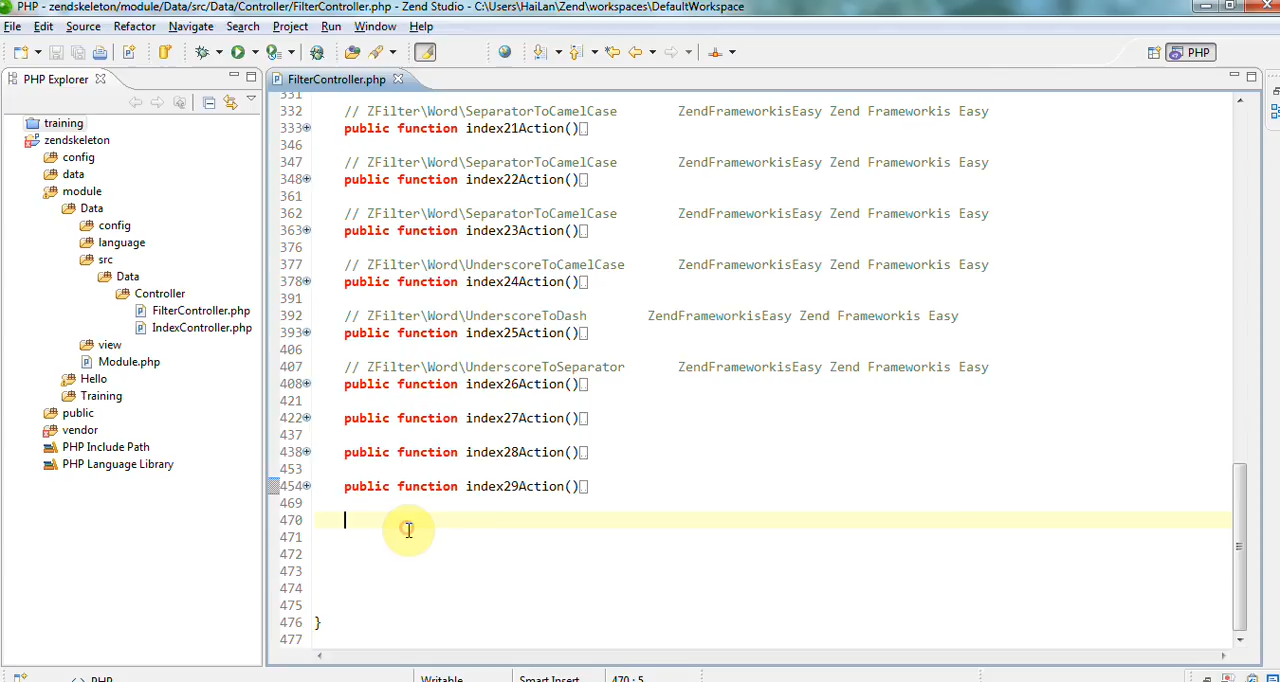 PHP - zendskeleton/module/Data/src/Data/Controller/FilterController.php - Zend Studio - C:\Users\HaiLan\Zend\workspaces\DefaultWorkspace
File Edit Source Refactor Navigate Search Project Run Window Help
PHP
PHP Explorer
training
zendskeleton
config
data
module
Data
config
language
src
Data
Controller
FilterController.php
IndexController.php
view
Module.php
Hello
Training
public
vendor
PHP Include Path
PHP Language Library
FilterController.php
331
332 // ZFilter\Word\SeparatorToCamelCase ZendFrameworkisEasy Zend Frameworkis Easy
333 public function index21Action()
346
347 // ZFilter\Word\SeparatorToCamelCase ZendFrameworkisEasy Zend Frameworkis Easy
348 public function index22Action()
361
362 // ZFilter\Word\SeparatorToCamelCase ZendFrameworkisEasy Zend Frameworkis Easy
363 public function index23Action()
376
377 // ZFilter\Word\UnderscoreToCamelCase ZendFrameworkisEasy Zend Frameworkis Easy
378 public function index24Action()
391
392 // ZFilter\Word\UnderscoreToDash ZendFrameworkisEasy Zend Frameworkis Easy
393 public function index25Action()
406
407 // ZFilter\Word\UnderscoreToSeparator ZendFrameworkisEasy Zend Frameworkis Easy
408 public function index26Action()
421
422 public function index27Action()
437
438 public function index28Action()
453
454 public function index29Action()
469
470
471
472
473
474
475
476 }
477
<> PHP Writable Smart Insert 470 : 5